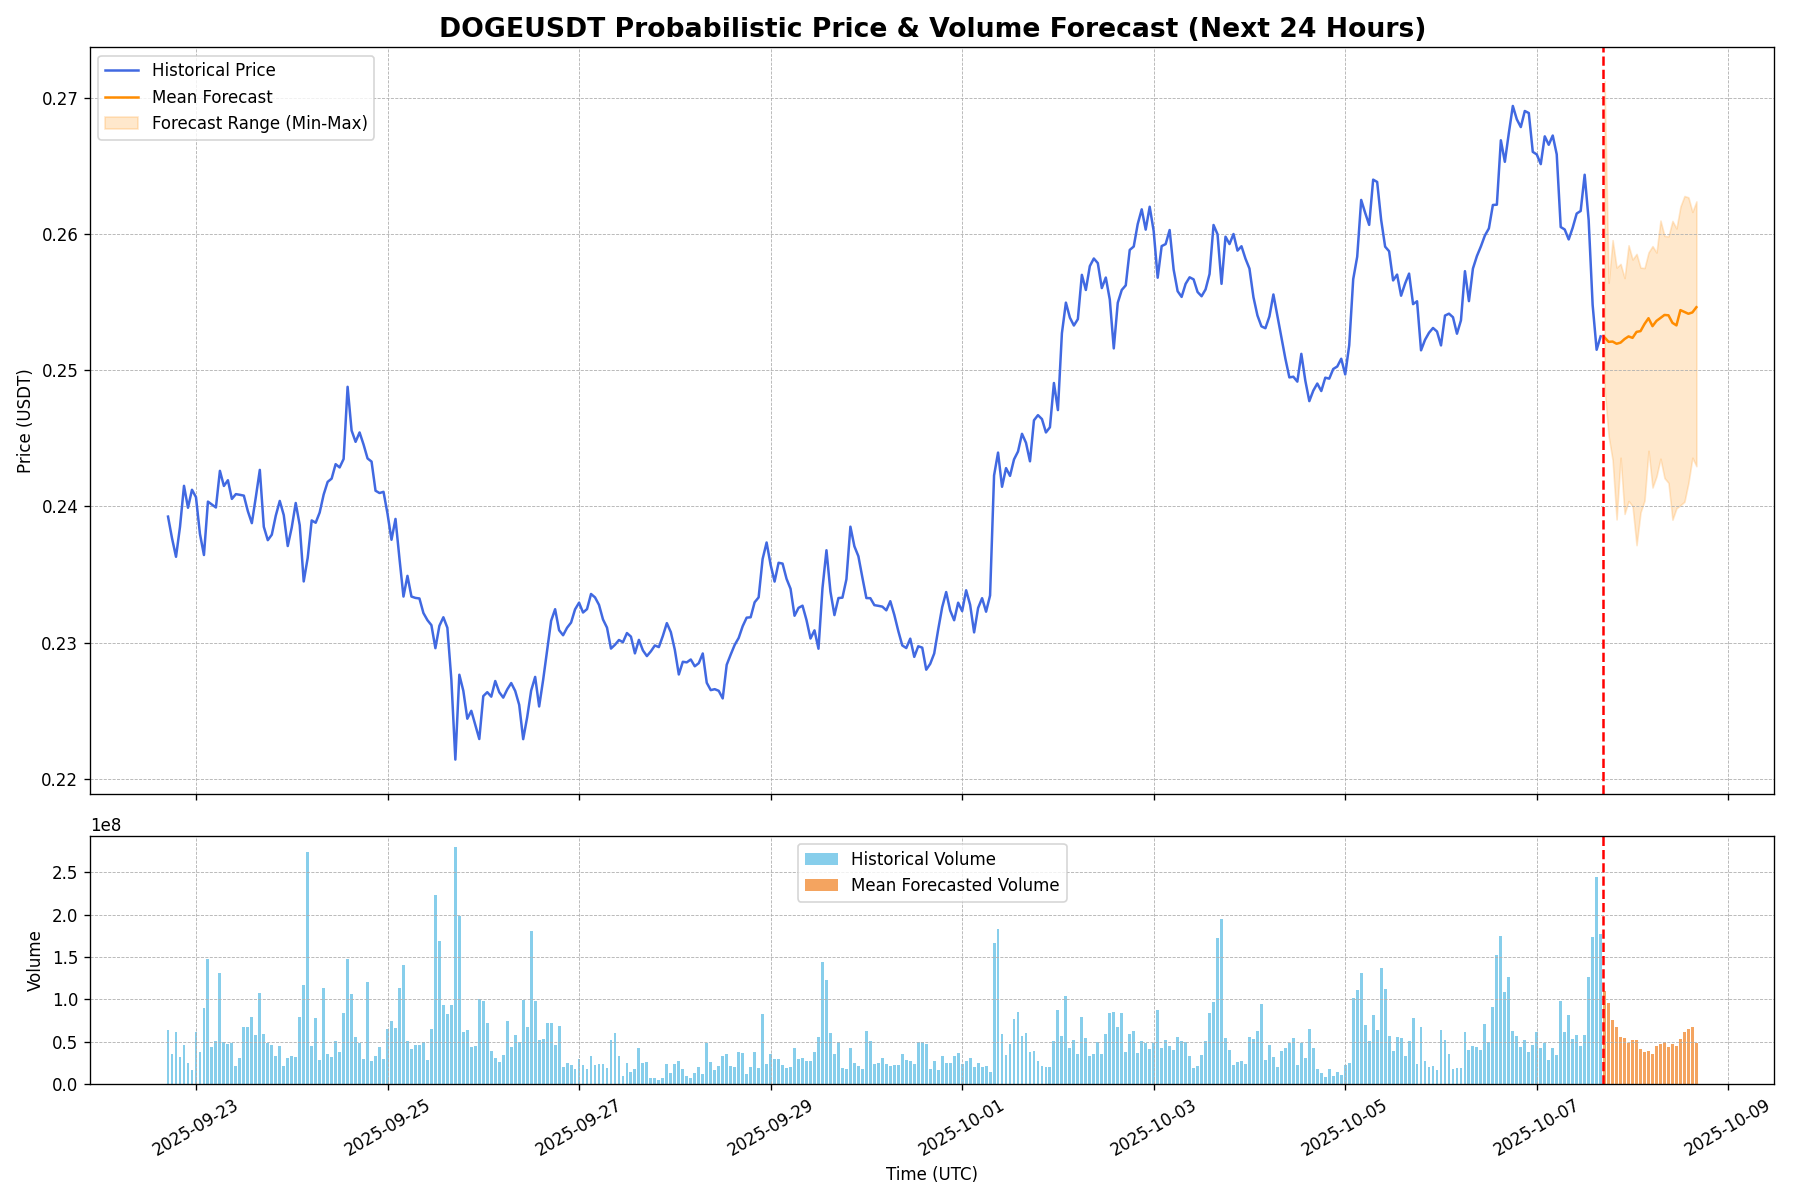 DOGEUSDT Probabilistic Price & Volume Forecast (Next 24 Hours)
Historical Price
Mean Forecast
Forecast Range (Min-Max)
Price (USDT)
0.27
0.26
0.25
0.24
0.23
0.22
1e8
Historical Volume
Mean Forecasted Volume
Volume
2.5
2.0
1.5
1.0
0.5
0.0
2025-09-23
2025-09-25
2025-09-27
2025-09-29
2025-10-01
2025-10-03
2025-10-05
2025-10-07
2025-10-09
Time (UTC)